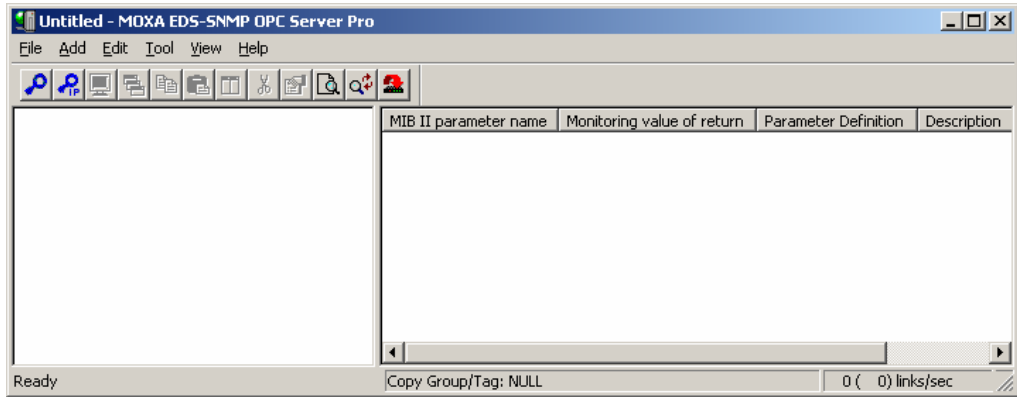 Untitled - MOXA EDS-SNMP OPC Server Pro
File Add Edit Tool View Help
IP
MIB II parameter name Monitoring value of return Parameter Definition Description
Ready Copy Group/Tag: NULL 0 ( 0) links/sec